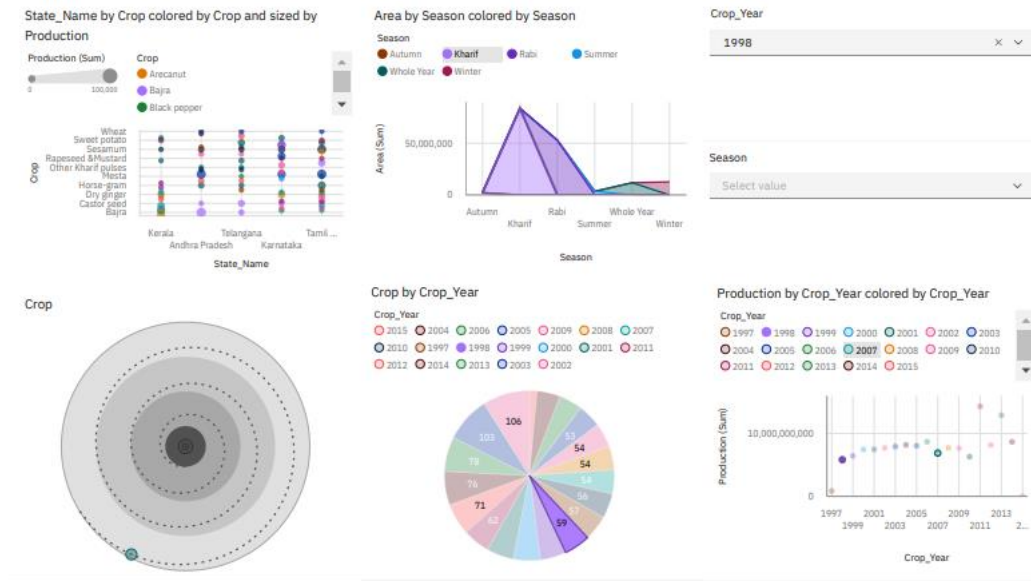 State_Name by Crop colored by Crop and sized by
Production
Production (Sum)
0
100,000
Crop
Arecanut
Bajra
Black pepper
Crop
Wheat
Sweet potato
Sesamum
Rapeseed &Mustard
Other Kharif pulses
Mesta
Horse-gram
Dry ginger
Castor seed
Bajra
Kerala
Telangana
Tamil ...
Andhra Pradesh
Karnataka
State_Name
Area by Season colored by Season
Season
Autumn Kharif Rabi Summer
Whole Year Winter
Area (Sum)
50,000,000
0
Autumn Rabi Whole Year
Kharif Summer Winter
Season
Crop_Year
1998
Season
Select value
Crop
Crop by Crop_Year
Crop_Year
2015 2004 2006 2005 2009 2008 2007
2010 1997 1998 1999 2000 2001 2011
2012 2014 2013 2003 2002
106
103
78
76
71
62
53
54
54
54
56
57
59
Production by Crop_Year colored by Crop_Year
Crop_Year
1997 1998 1999 2000 2001 2002 2003
2004 2005 2006 2007 2008 2009 2010
2011 2012 2013 2014 2015
Production (Sum)
10,000,000,000
0
1997 2001 2005 2009 2013
1999 2003 2007 2011 2...
Crop_Year